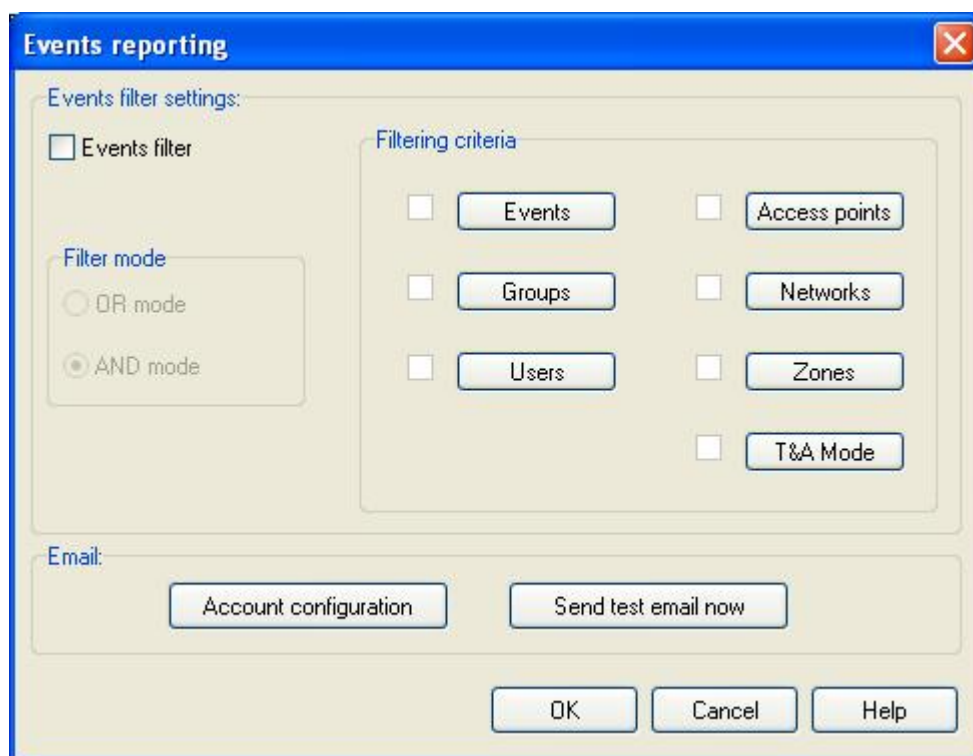 Events reporting
Events filter settings:
Events filter
Filtering criteria
Events
Access points
Filter mode
Groups
Networks
OR mode
AND mode
Users
Zones
T&A Mode
Email:
Account configuration
Send test email now
OK
Cancel
Help